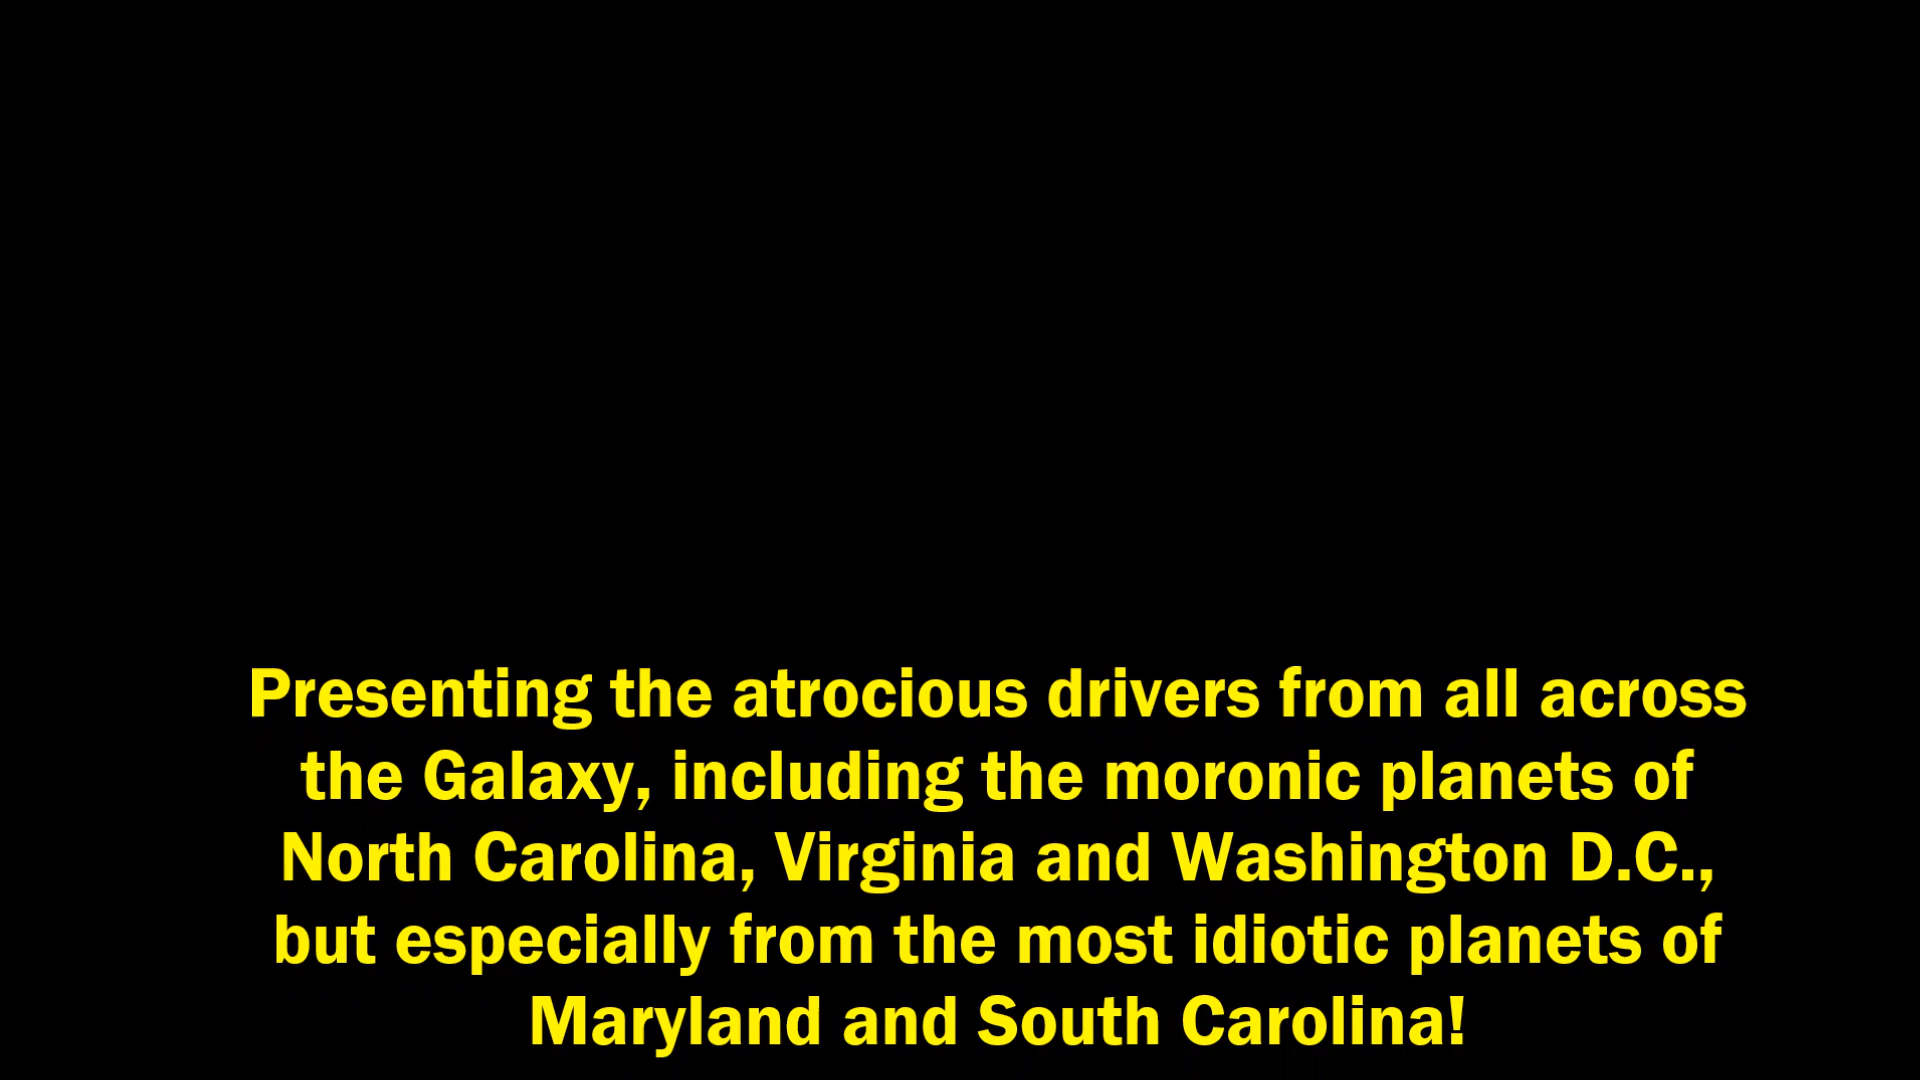 Presenting the atrocious drivers from all across
the Galaxy, including the moronic planets of
North Carolina, Virginia and Washington D.C.,
but especially from the most idiotic planets of
Maryland and South Carolina!